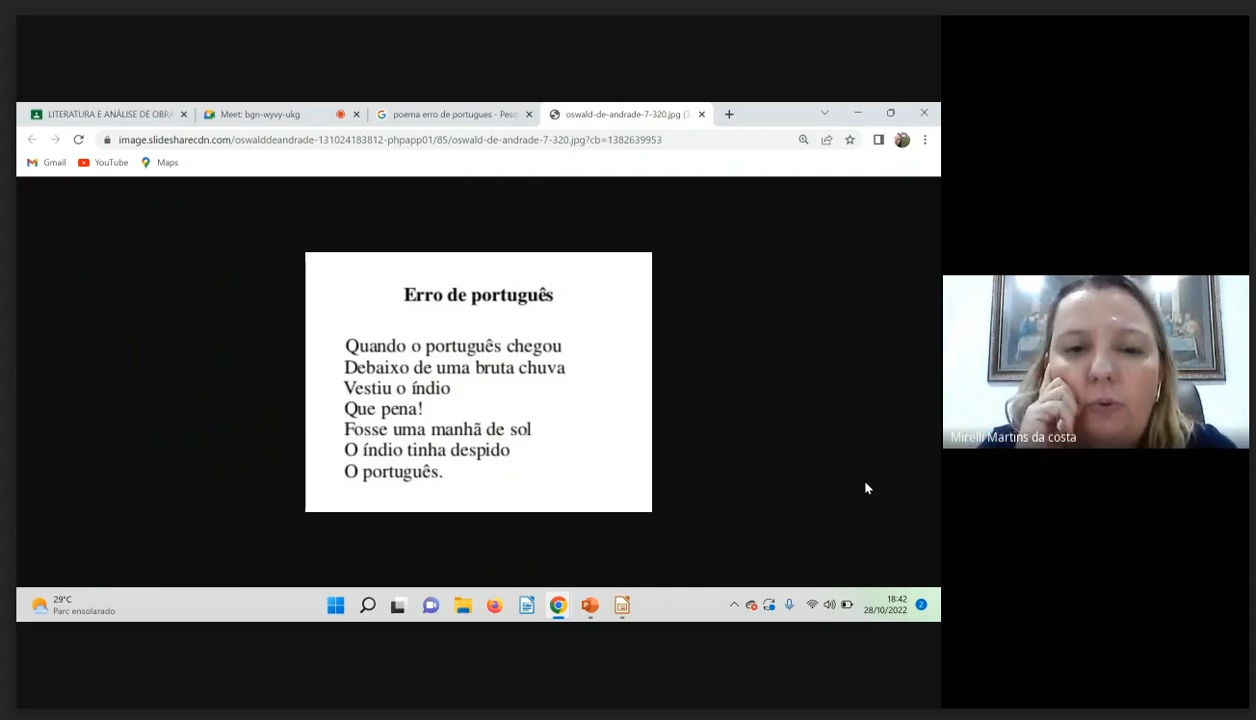 LITERATURA E ANÁLISE DE OBRA
Meet: bgn-wyvy-ukg
poema erro de portugues - Pesq
oswald-de-andrade-7-320.jpg (3
image.slidesharecdn.com/oswalddeandrade-131024183812-phpapp01/85/oswald-de-andrade-7-320.jpg?cb=1382639953
Gmail
YouTube
Maps
Erro de português
Quando o português chegou
Debaixo de uma bruta chuva
Vestiu o índio
Que pena!
Fosse uma manhã de sol
O índio tinha despido
O português.
Mirelli Martins da costa
29°C
Parc ensolarado
18:42
28/10/2022
2